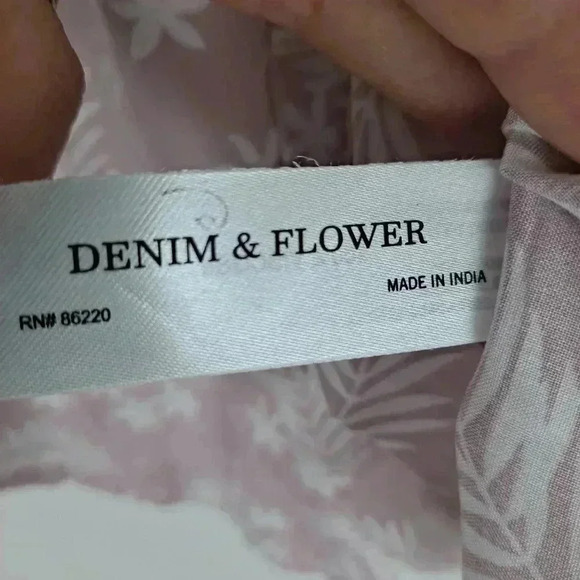 DENIM & FLOWER
MADE IN INDIA
RN# 86220